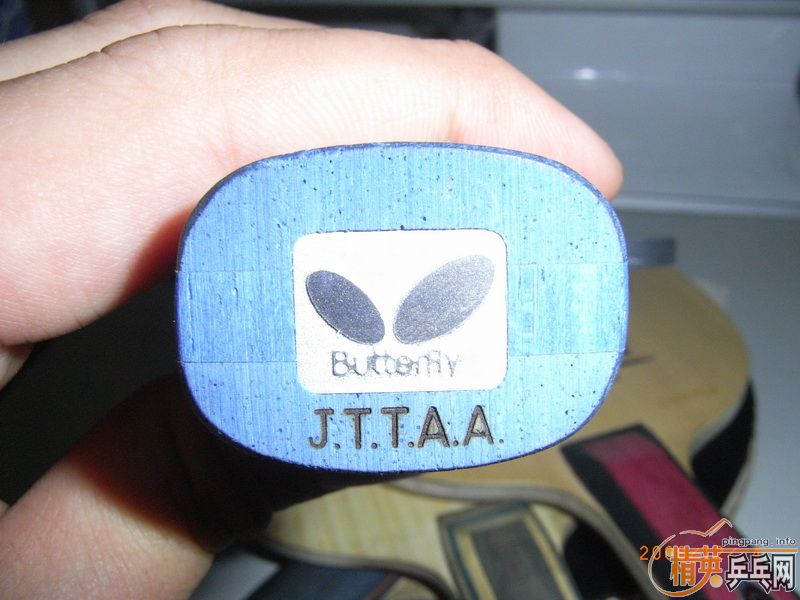 Butterfly
J.T.T.A.A.
pingpang.info
精英乒乓网